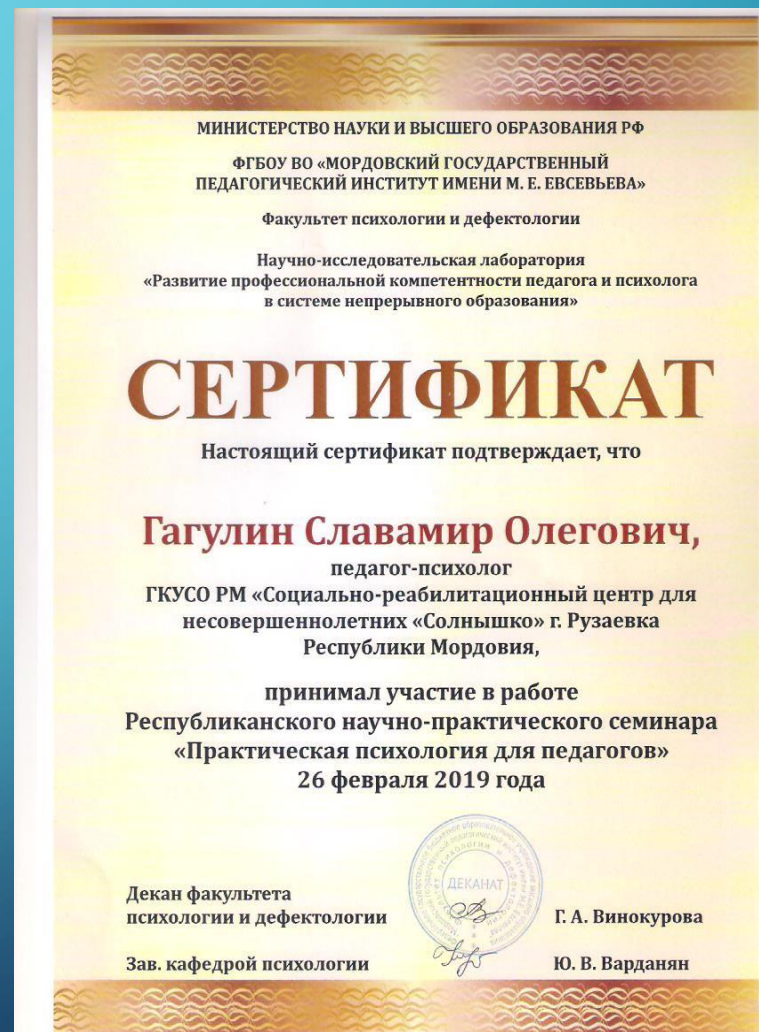 МИНИСТЕРСТВО НАУКИ И ВЫСШЕГО ОБРАЗОВАНИЯ РФ
ФГБОУ ВО «МОРДОВСКИЙ ГОСУДАРСТВЕННЫЙ
ПЕДАГОГИЧЕСКИЙ ИНСТИТУТ ИМЕНИ М. Е. ЕВСЕВЬЕВА»
Факультет психологии и дефектологии
Научно-исследовательская лаборатория
«Развитие профессиональной компетентности педагога и психолога
в системе непрерывного образования»
СЕРТИФИКАТ
Настоящий сертификат подтверждает, что
Гагулин Славамир Олегович,
педагог-психолог
ГКУСО РМ «Социально-реабилитационный центр для
несовершеннолетних «Солнышко» г. Рузаевка
Республики Мордовия,
принимал участие в работе
Республиканского научно-практического семинара
«Практическая психология для педагогов»
26 февраля 2019 года
ДЕКАНАТ
Декан факультета
психологии и дефектологии
Г. А. Винокурова
Зав. кафедрой психологии
Ю. В. Варданян